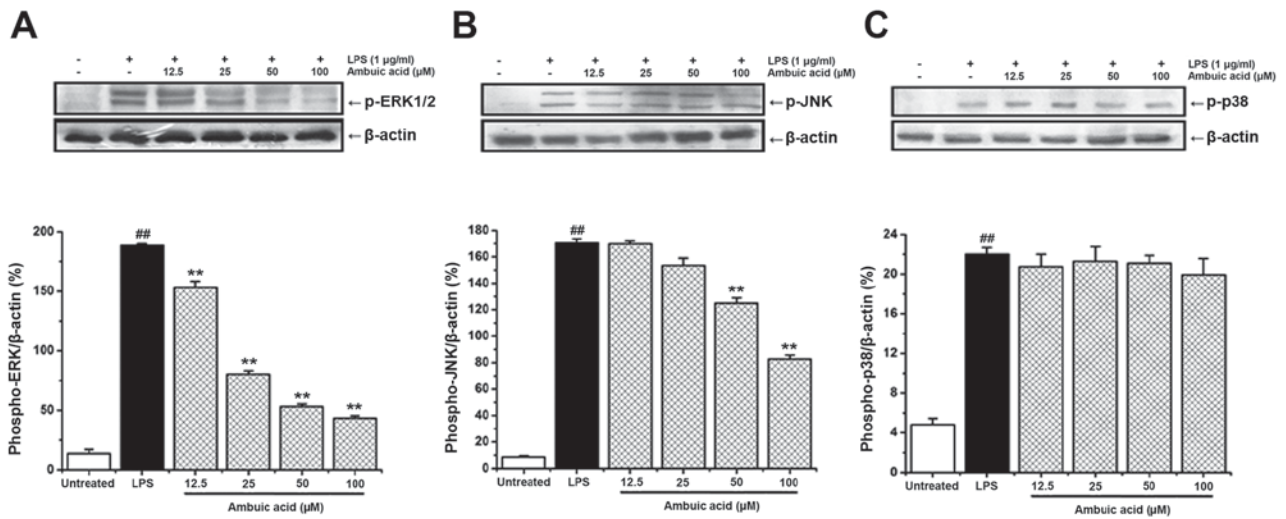 A
- + + + + + LPS (1 µg/ml)
- - 12.5 25 50 100 Ambuic acid (µM)
←p-ERK1/2
←β-actin
Phospho-ERK/β-actin (%)
200
150
100
50
0
##
**
**
**
**
Untreated LPS 12.5 25 50 100
Ambuic acid (µM)
B
- + + + + + LPS (1 µg/ml)
- - 12.5 25 50 100 Ambuic acid (µM)
←p-JNK
←β-actin
Phospho-JNK/β-actin (%)
180
160
140
120
100
80
60
40
20
0
##
**
**
Untreated LPS 12.5 25 50 100
Ambuic acid (µM)
C
- + + + + + LPS (1 µg/ml)
- - 12.5 25 50 100 Ambuic acid (µM)
←p-p38
←β-actin
Phospho-p38/β-actin (%)
24
20
16
12
8
4
0
##
Untreated LPS 12.5 25 50 100
Ambuic acid (µM)